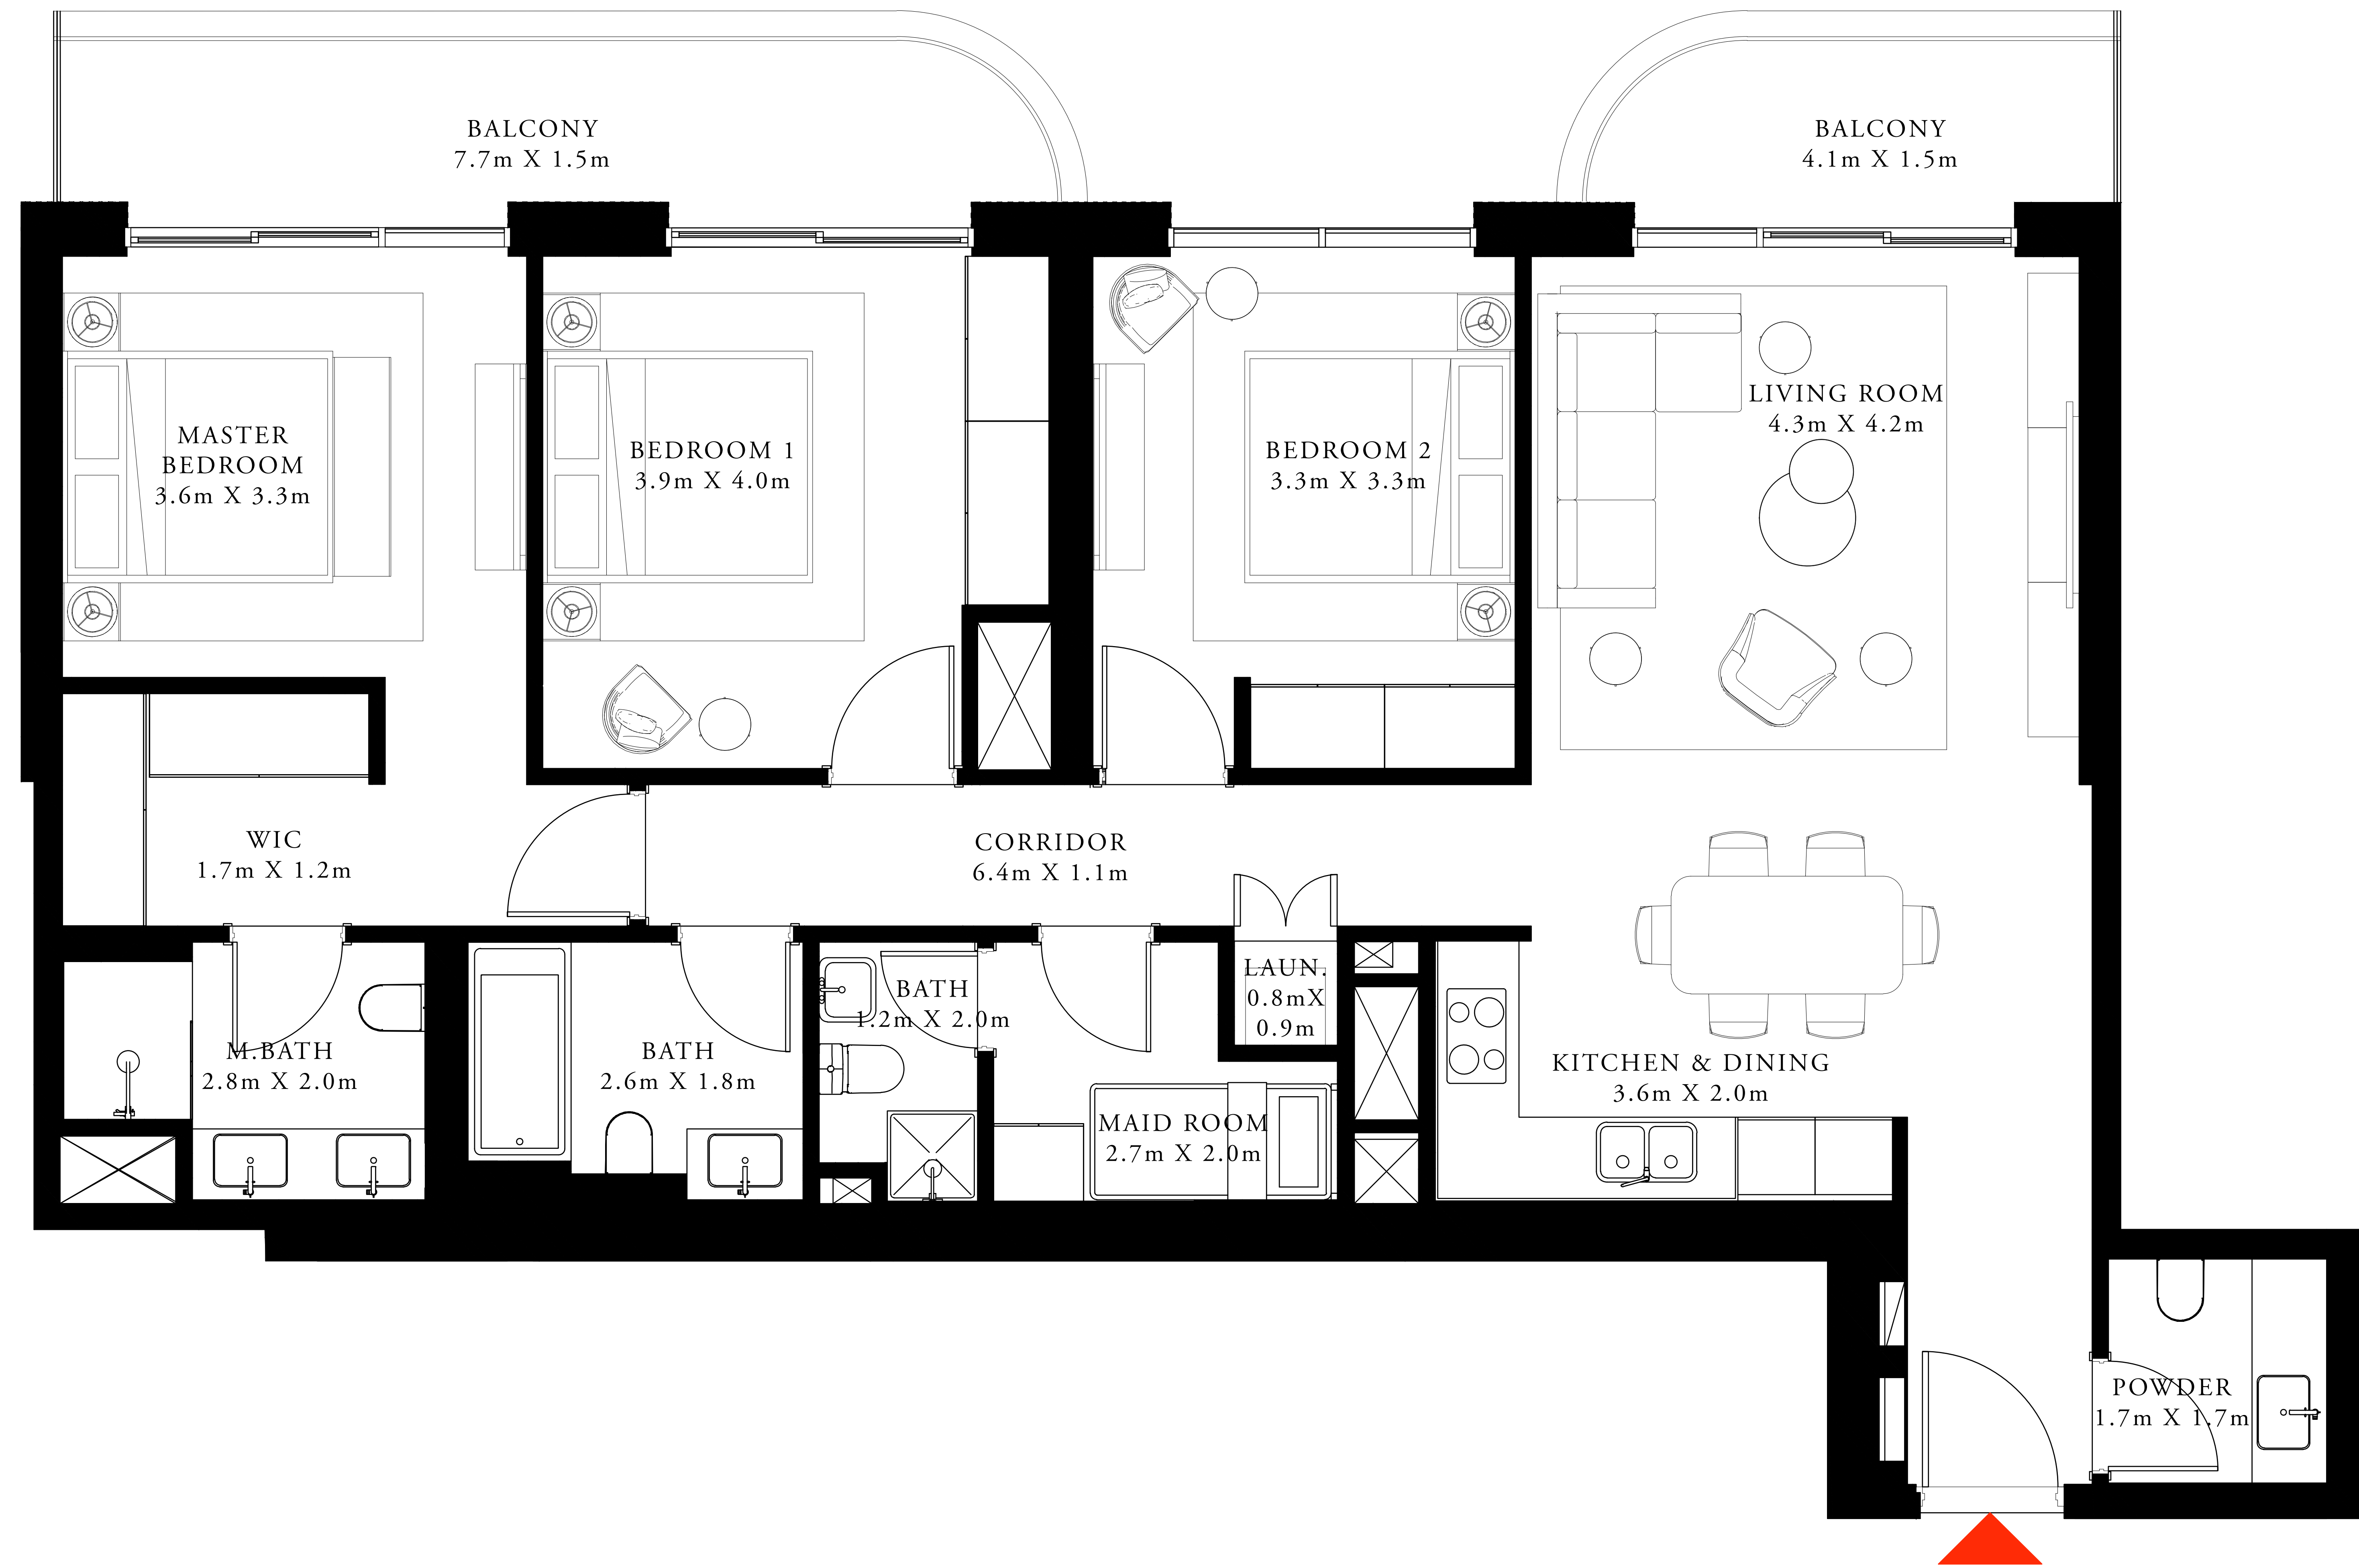 BALCONY
7.7m X 1.5m
BALCONY
4.1m X 1.5m
MASTER
BEDROOM
3.6m X 3.3m
BEDROOM 1
3.9m X 4.0m
BEDROOM 2
3.3m X 3.3m
LIVING ROOM
4.3m X 4.2m
WIC
1.7m X 1.2m
CORRIDOR
6.4m X 1.1m
M.BATH
2.8m X 2.0m
BATH
2.6m X 1.8m
BATH
1.2m X 2.0m
LAUN.
0.8mX
0.9m
MAID ROOM
2.7m X 2.0m
KITCHEN & DINING
3.6m X 2.0m
POWDER
1.7m X 1.7m